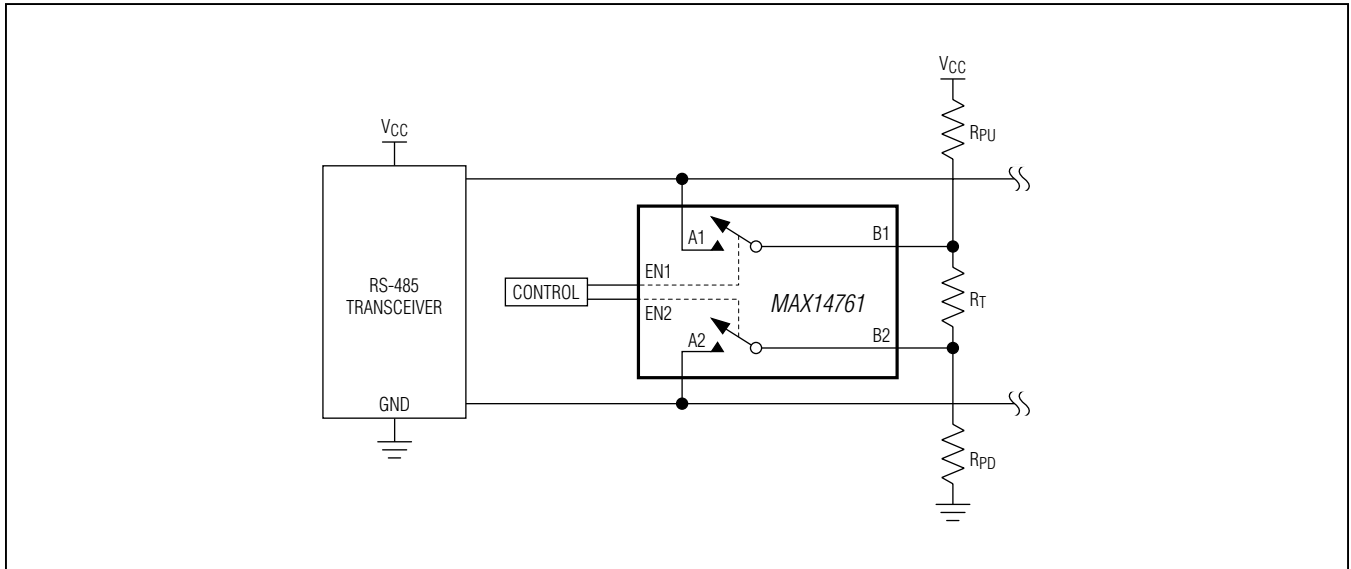 VCC
RPU
VCC
A1
B1
EN1
RS-485
TRANSCEIVER
CONTROL
MAX14761
RT
EN2
A2
B2
GND
RPD